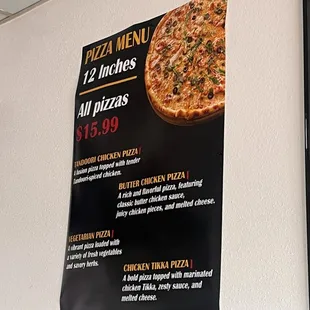 PIZZA MENU
12 Inches
All pizzas
$15.99
TANDOORI CHICKEN PIZZA|
A fusion pizza topped with tender
Tandoori-spiced chicken.
BUTTER CHICKEN PIZZA|
A rich and flavorful pizza, featuring
classic butter chicken sauce,
juicy chicken pieces, and melted cheese.
VEGETARIAN PIZZA|
A vibrant pizza loaded with
a variety of fresh vegetables
and savory herbs.
CHICKEN TIKKA PIZZA|
A bold pizza topped with marinated
chicken Tikka, zesty sauce, and
melted cheese.